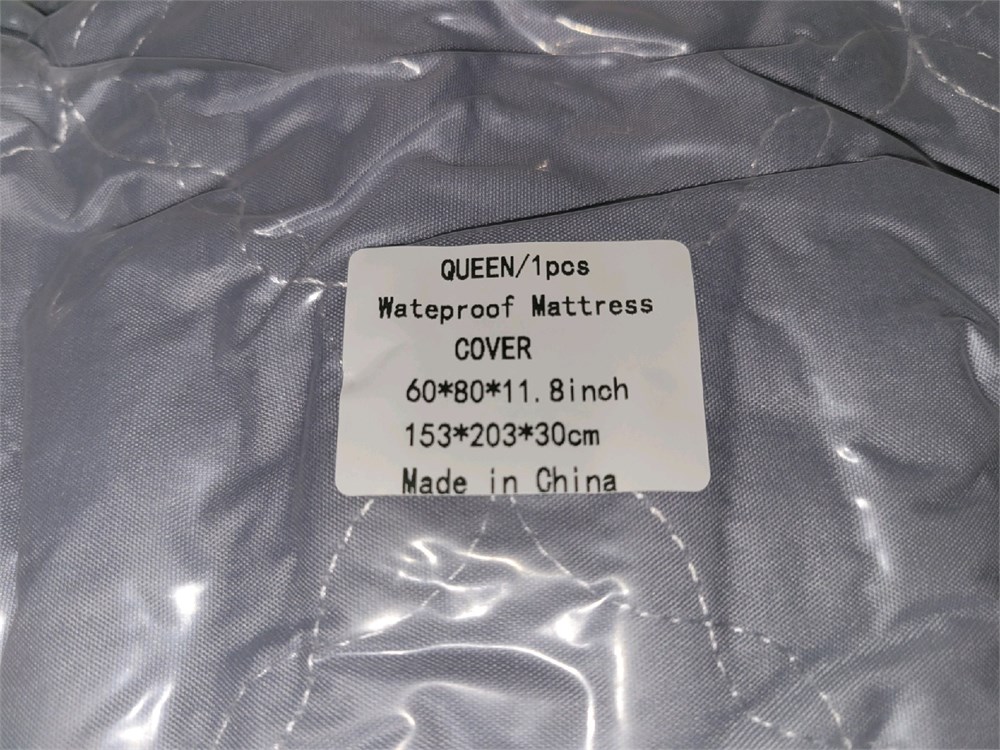 QUEEN/1pcs
Wateproof Mattress
COVER
60*80*11.8inch
153*203*30cm
Made in China